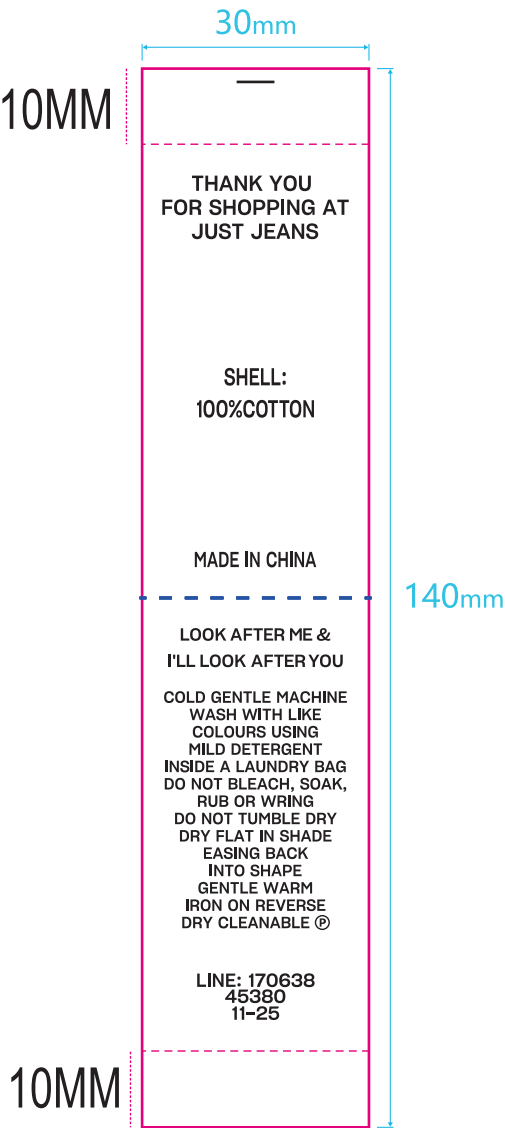 30mm
10MM
THANK YOU
FOR SHOPPING AT
JUST JEANS
SHELL:
100%COTTON
MADE IN CHINA
140mm
LOOK AFTER ME &
I'LL LOOK AFTER YOU
COLD GENTLE MACHINE
WASH WITH LIKE
COLOURS USING
MILD DETERGENT
INSIDE A LAUNDRY BAG
DO NOT BLEACH, SOAK,
RUB OR WRING
DO NOT TUMBLE DRY
DRY FLAT IN SHADE
EASING BACK
INTO SHAPE
GENTLE WARM
IRON ON REVERSE
DRY CLEANABLE Ⓟ
LINE: 170638
45380
11-25
10MM